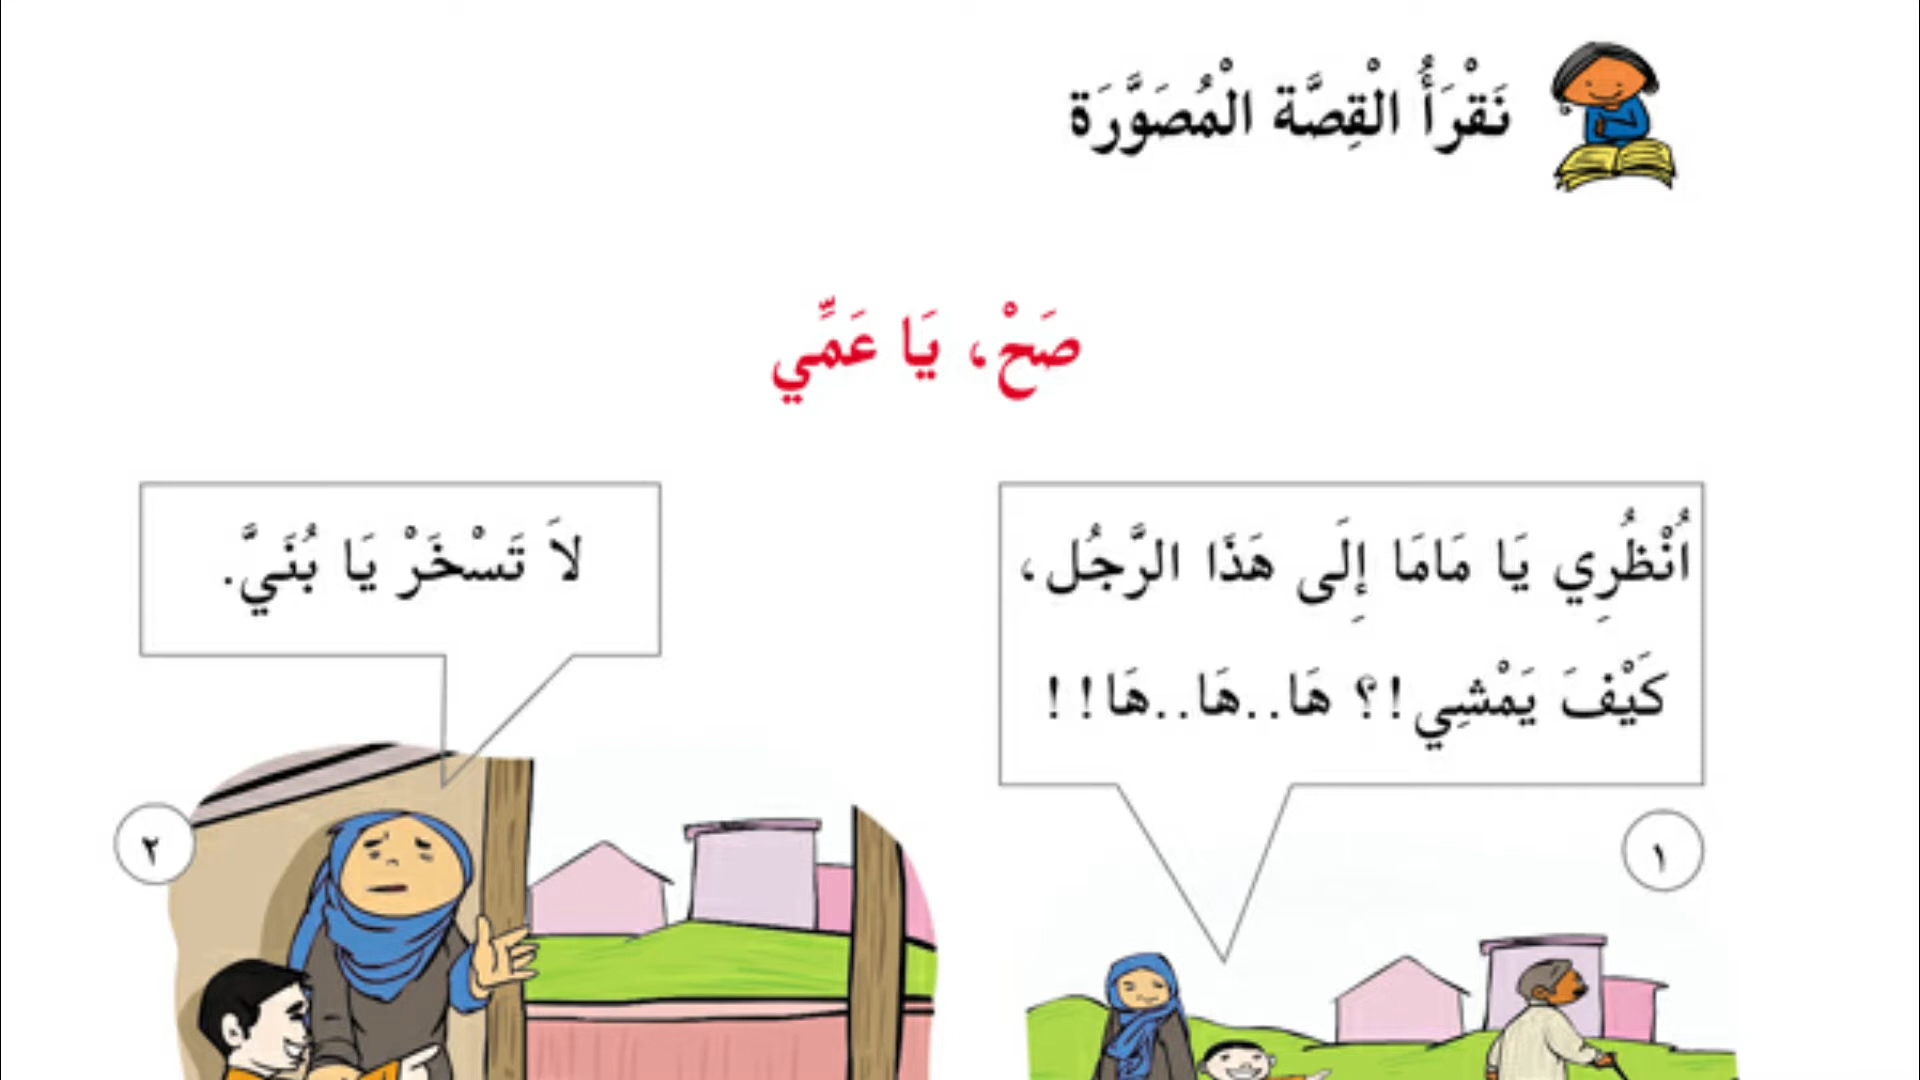 نَقْرَأُ الْقِصَّة الْمُصَوَّرَة
صَحْ، يَا عَمِّي
اُنْظُرِي يَا مَامَا إِلَى هَذَا الرَّجُل،
كَيْفَ يَمْشِي!؟ هَا..هَا..هَا!!
١
لاَ تَسْخَرْ يَا بُنَيَّ.
٢